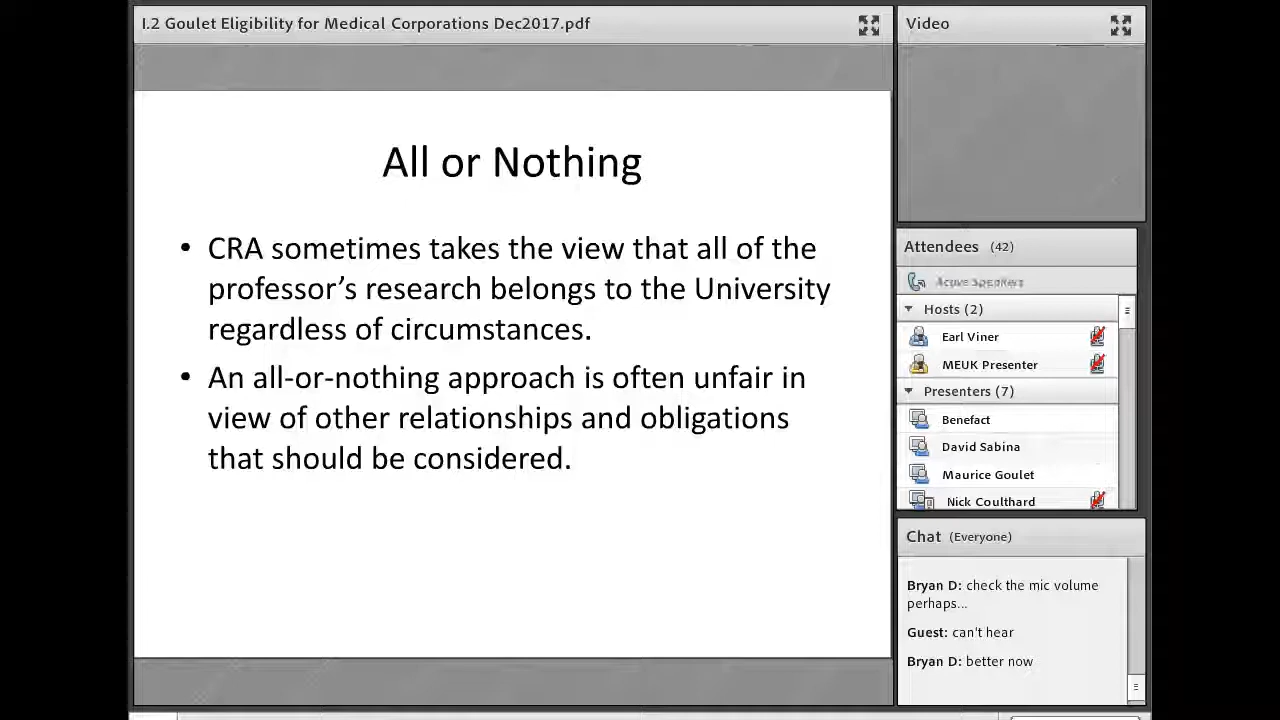 I.2 Goulet Eligibility for Medical Corporations Dec2017.pdf
All or Nothing
• CRA sometimes takes the view that all of the
professor’s research belongs to the University
regardless of circumstances.
• An all-or-nothing approach is often unfair in
view of other relationships and obligations
that should be considered.
Video
Attendees (42)
Active Speakers
Hosts (2)
Earl Viner
MEUK Presenter
Presenters (7)
Benefact
David Sabina
Maurice Goulet
Nick Coulthard
Chat (Everyone)
Bryan D: check the mic volume
perhaps...
Guest: can't hear
Bryan D: better now